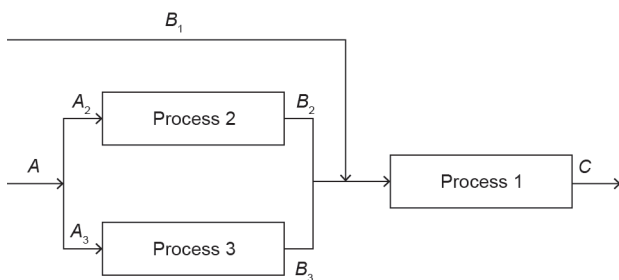 B₁
A₂
Process 2
B₂
A
Process 1
C
A₃
Process 3
B₃